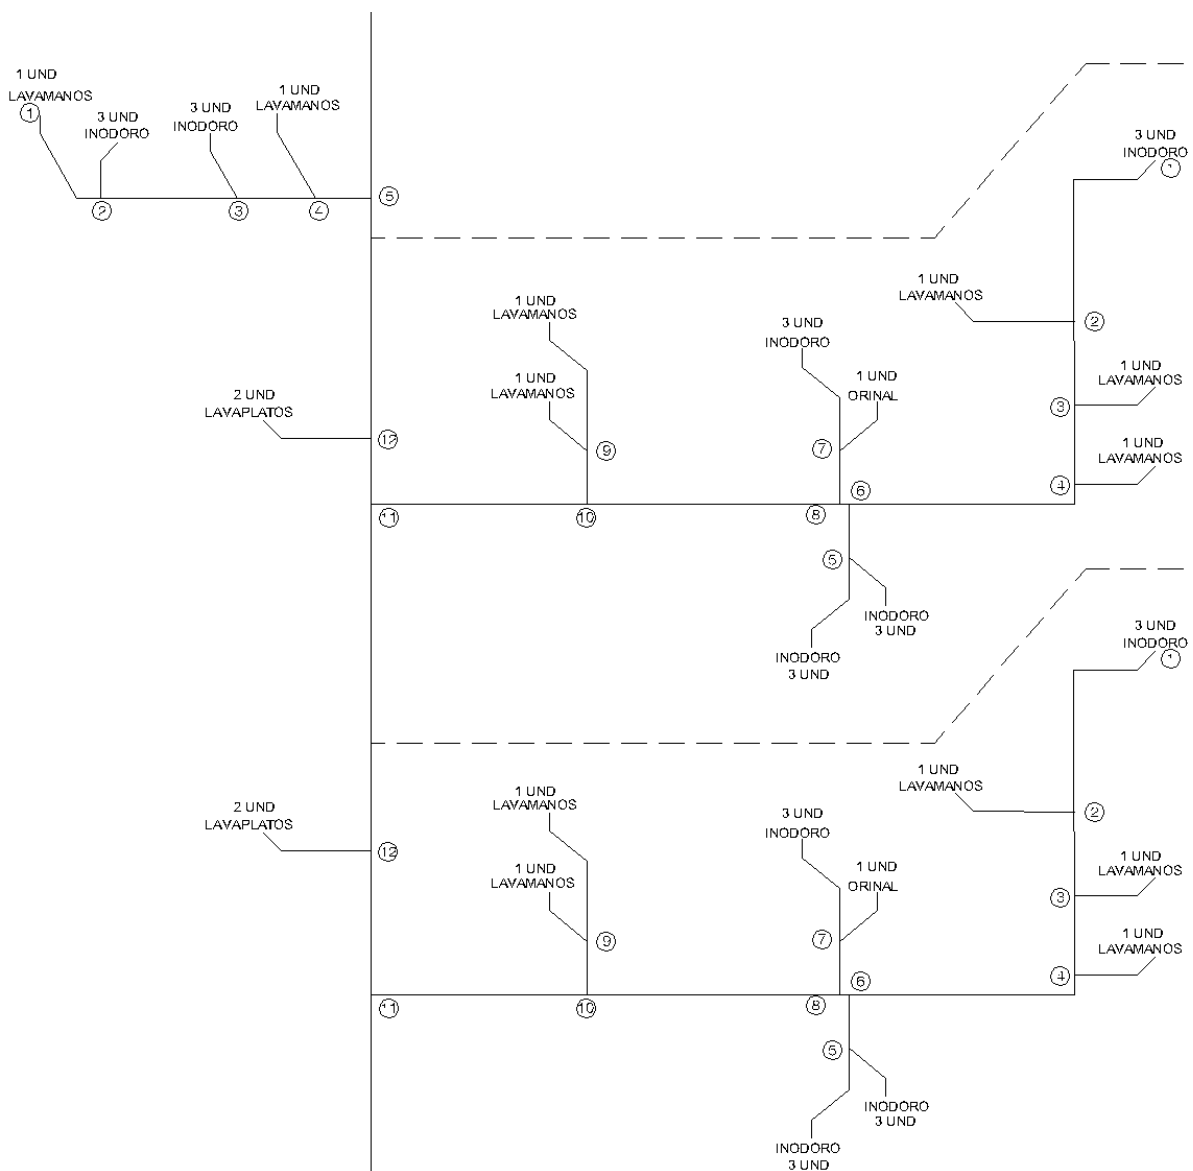 1 UND
LAVAMANOS
1
3 UND
INODORO
3 UND
INODORO
1 UND
LAVAMANOS
2
3
4
5
3 UND
INODORO
1
1 UND
LAVAMANOS
2
1 UND
LAVAMANOS
3 UND
INODORO
1 UND
LAVAMANOS
1 UND
ORINAL
1 UND
LAVAMANOS
3
2 UND
LAVAPLATOS
12
9
7
1 UND
LAVAMANOS
4
6
11
10
8
5
INODORO
3 UND
INODORO
3 UND
3 UND
INODORO
1
1 UND
LAVAMANOS
2
1 UND
LAVAMANOS
3 UND
INODORO
2 UND
LAVAPLATOS
12
1 UND
LAVAMANOS
1 UND
ORINAL
1 UND
LAVAMANOS
3
9
7
1 UND
LAVAMANOS
4
6
11
10
8
5
INODORO
3 UND
INODORO
3 UND